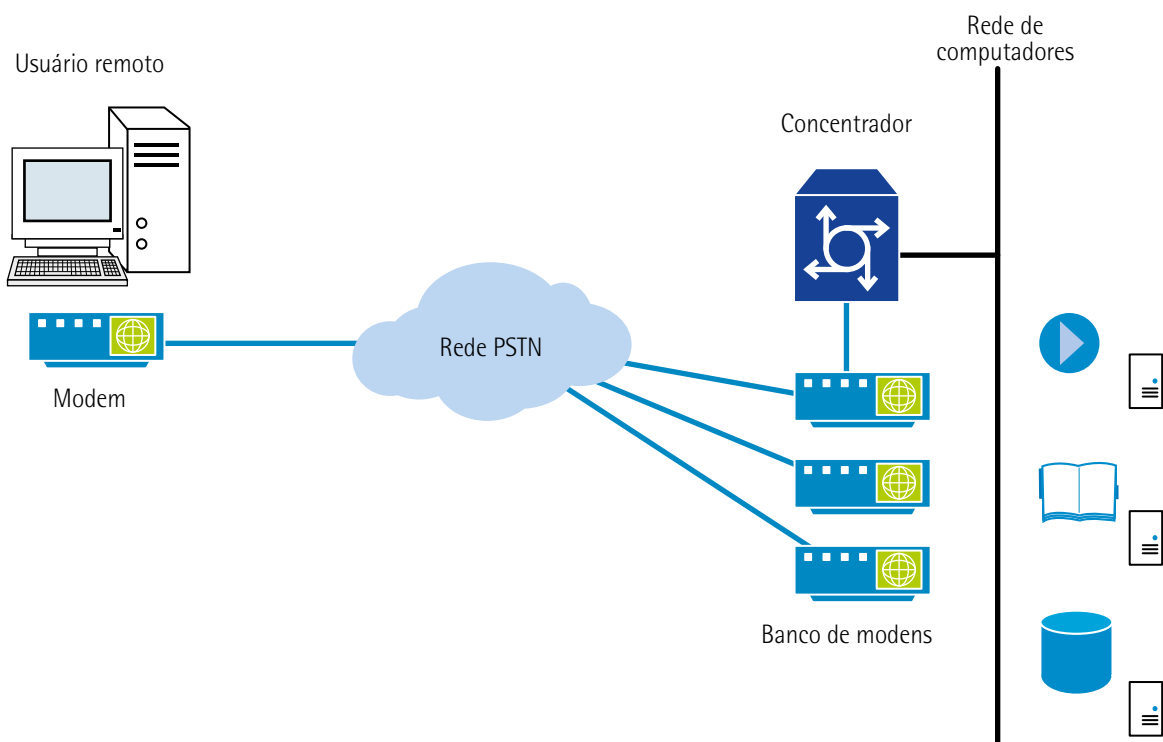 Rede de
computadores
Usuário remoto
Concentrador
Rede PSTN
Modem
Banco de modens